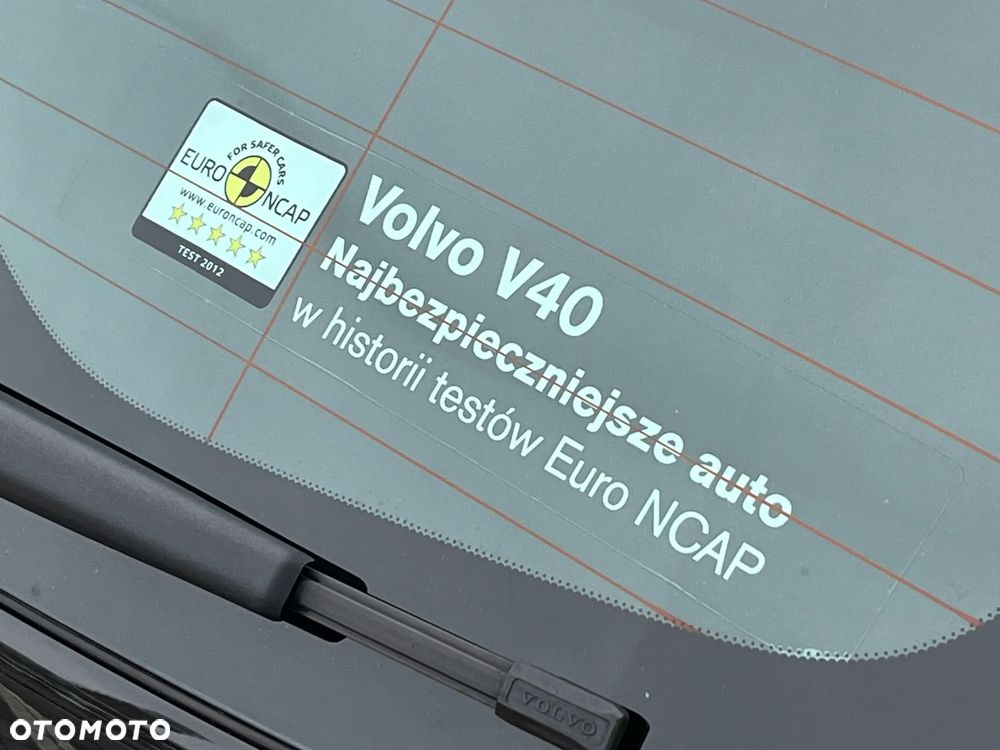 FOR SAFER CARS
EURO NCAP
www.euroncap.com
TEST 2012
Volvo V40
Najbezpieczniejsze auto
w historii testów Euro NCAP
VOLVO
OTOMOTO